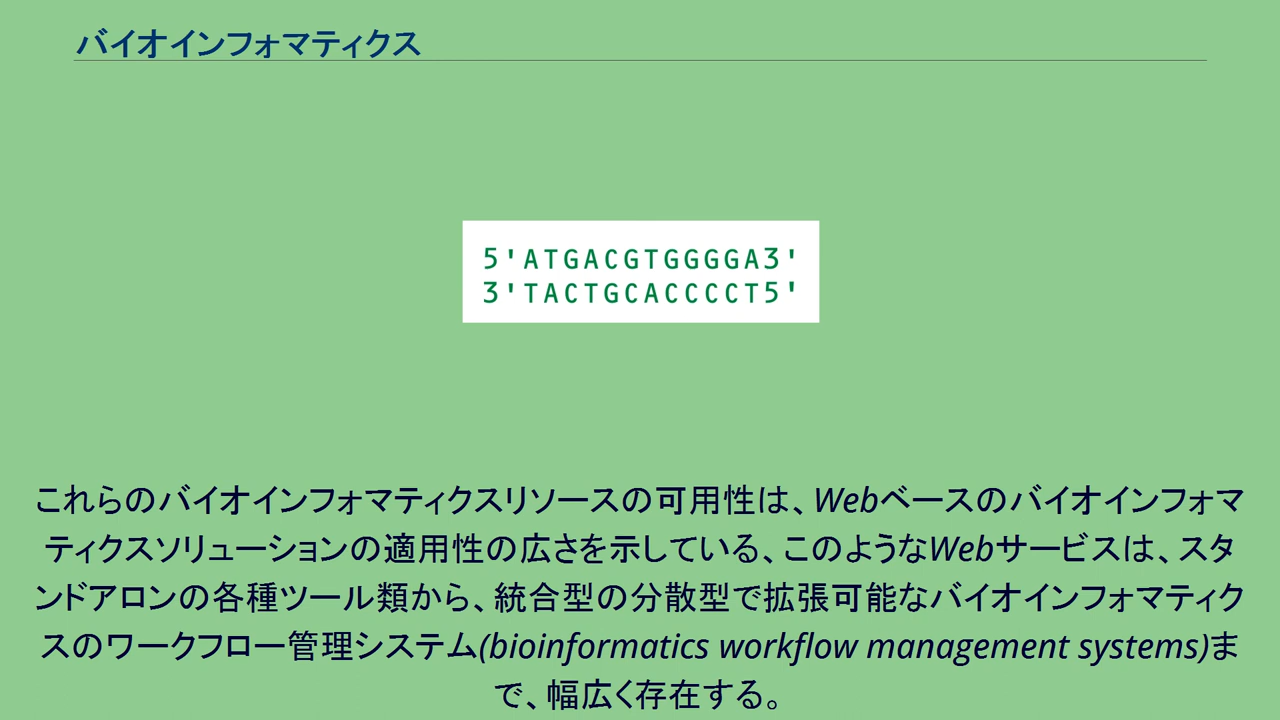 バイオインフォマティクス
5'ATGACGTGGGGA3'
3'TACTGCACCCCT5'
これらのバイオインフォマティクスリソースの可用性は、Webベースのバイオインフォマ
ティクスソリューションの適用性の広さを示している、このようなWebサービスは、スタ
ンドアロンの各種ツール類から、統合型の分散型で拡張可能なバイオインフォマティク
スのワークフロー管理システム(bioinformatics workflow management systems)ま
で、幅広く存在する。